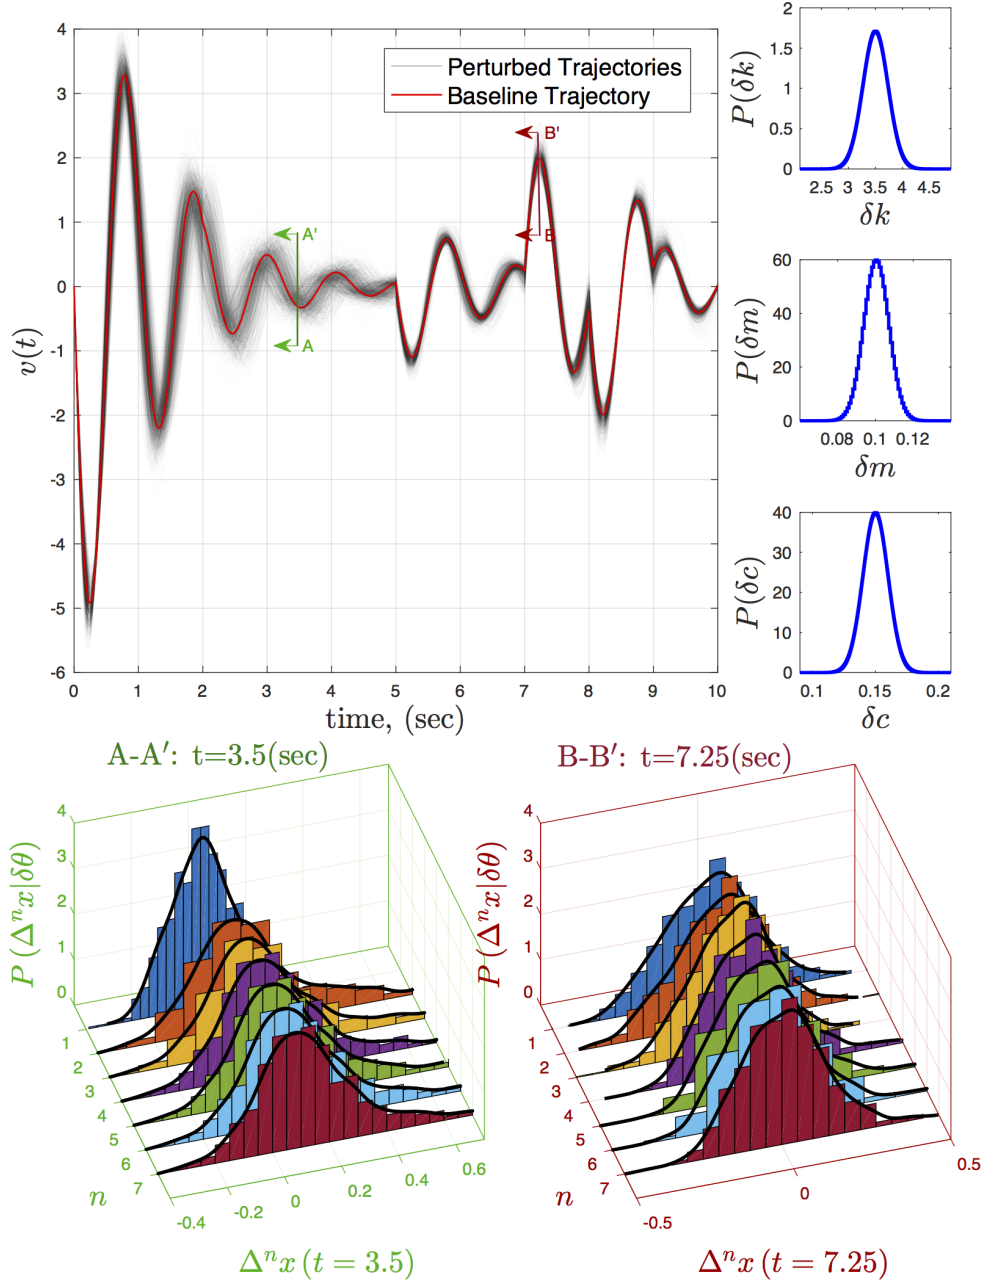 4
3
2
1
0
-1
-2
-3
-4
-5
-6
v(t)
Perturbed Trajectories
Baseline Trajectory
A'
A
B'
B
0 1 2 3 4 5 6 7 8 9 10
time, (sec)
2
1.5
1
0.5
0
P(δk)
2.5 3 3.5 4 4.5
δk
60
40
20
0
P(δm)
0.08 0.1 0.12
δm
40
30
20
10
0
P(δc)
0.1 0.15 0.2
δc
A-A′: t=3.5(sec)
4
3
2
1
0
P (Δⁿx|δθ)
1
2
3
4
5
6
7
n
-0.4 -0.2 0 0.2 0.4 0.6
Δⁿx (t = 3.5)
B-B′: t=7.25(sec)
4
3
2
1
0
P (Δⁿx|δθ)
1
2
3
4
5
6
7
n
-0.5 0 0.5
Δⁿx (t = 7.25)